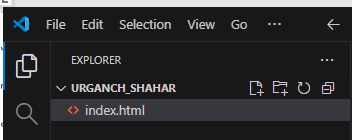 File Edit Selection View Go ...
EXPLORER
URGANCH_SHAHAR
index.html